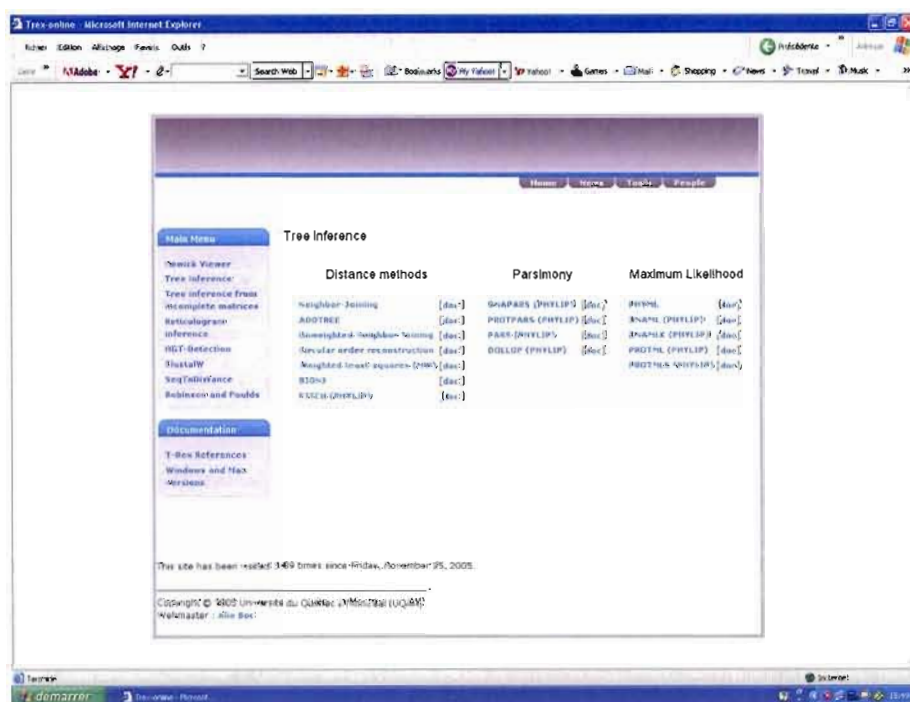 Trex-online - Microsoft Internet Explorer
Fichier Edition Affichage Favoris Outils ?
Précédente
Adobe Search Web Bookmarks My Yahoo! Yahoo! Games Mail Shopping News Travel Music
Home News Tools People
Main Menu
Newick Viewer
Tree inference
Tree inference from
incomplete matrices
Reticulogram
inference
HGT-Detection
ClustalW
SeqToDistance
Robinson and Foulds
Documentation
T-Rex References
Windows and Mac
Versions
Tree Inference
Distance methods
Neighbor-Joining [doc]
ADDTREE [doc]
Unweighted Neighbor Joining [doc]
Circular order reconstruction [doc]
Weighted least-squares [doc]
BIONJ [doc]
FITCH (PHYLIP) [doc]
Parsimony
DNAPARS (PHYLIP) [doc]
PROTPARS (PHYLIP) [doc]
PARS (PHYLIP) [doc]
DOLLOP (PHYLIP) [doc]
Maximum Likelihood
PHYML [doc]
DNAML (PHYLIP) [doc]
DNAMLK (PHYLIP) [doc]
PROTML (PHYLIP) [doc]
(PHYLIP) [doc]
This site has been visited times since Friday, November 25, 2005.
Copyright © 2005 Université du Québec à Montréal (UQAM)
Webmaster :
Terminé
Internet
démarrer
Trex-online - Microsoft